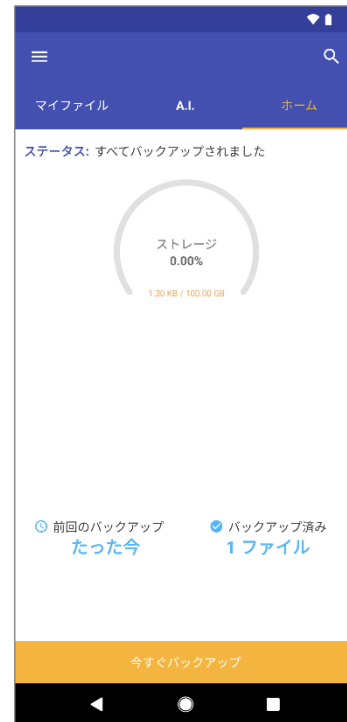 マイファイル A.I. ホーム
ステータス: すべてバックアップされました
ストレージ
0.00%
1.30 KB / 100.00 GB
前回のバックアップ バックアップ済み
たった今 1 ファイル
今すぐバックアップ